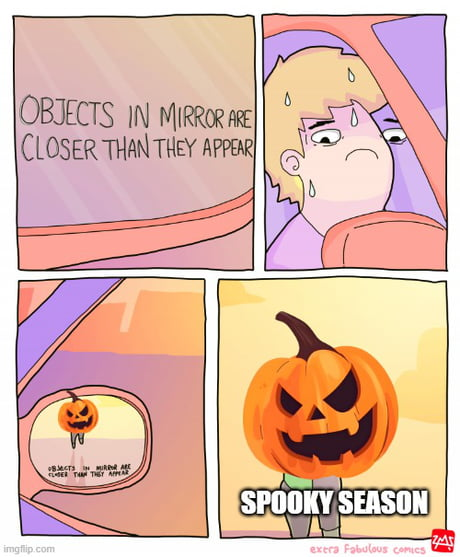 OBJECTS IN MIRROR ARE
CLOSER THAN THEY APPEAR
OBJECTS IN MIRROR ARE
CLOSER THAN THEY APPEAR
SPOOKY SEASON
imgflip.com
extra fabulous comics
ZMS